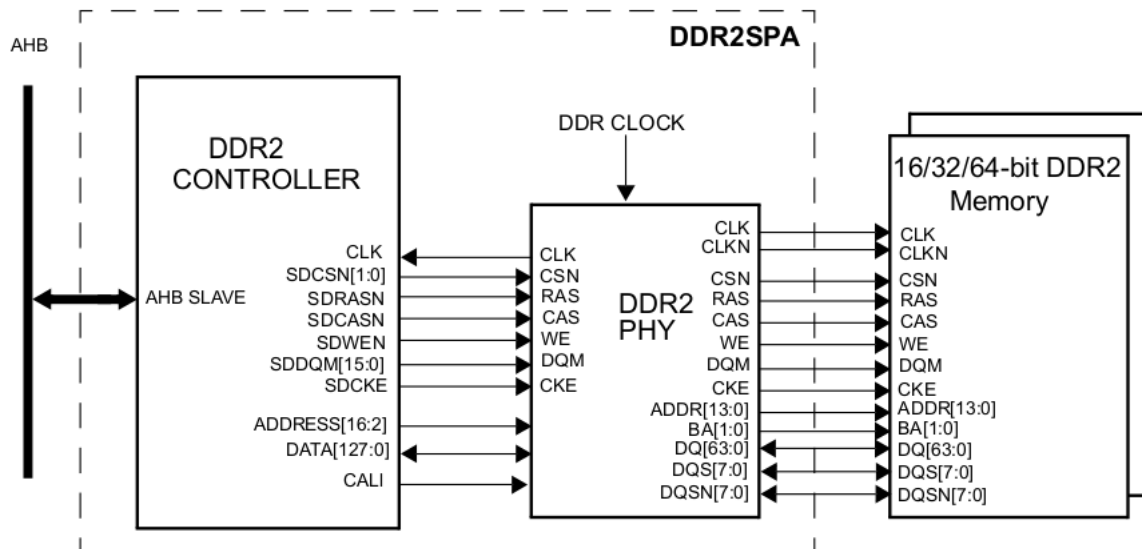 AHB
DDR2SPA
DDR CLOCK
DDR2
CONTROLLER
AHB SLAVE
CLK
SDCSN[1:0]
SDRASN
SDCASN
SDWEN
SDDQM[15:0]
SDCKE
ADDRESS[16:2]
DATA[127:0]
CALI
CLK
CSN
RAS
CAS
WE
DQM
CKE
DDR2
PHY
CLK
CLKN
CSN
RAS
CAS
WE
DQM
CKE
ADDR[13:0]
BA[1:0]
DQ[63:0]
DQS[7:0]
DQSN[7:0]
16/32/64-bit DDR2
Memory
CLK
CLKN
CSN
RAS
CAS
WE
DQM
CKE
ADDR[13:0]
BA[1:0]
DQ[63:0]
DQS[7:0]
DQSN[7:0]